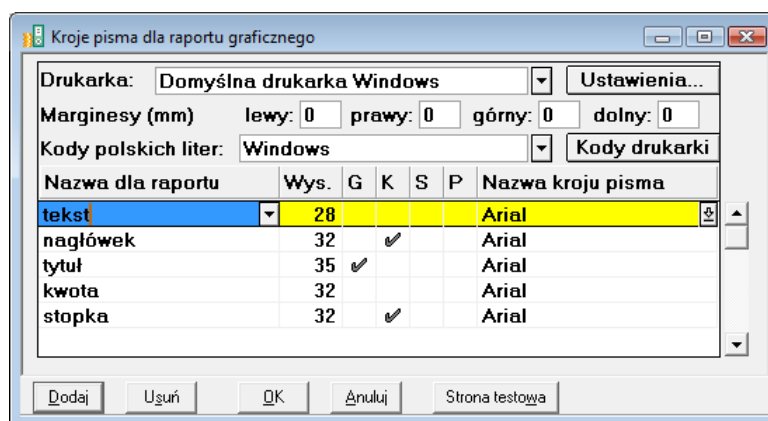 Kroje pisma dla raportu graficznego
Drukarka: Domyślna drukarka Windows Ustawienia...
Marginesy (mm) lewy: 0 prawy: 0 górny: 0 dolny: 0
Kody polskich liter: Windows Kody drukarki
Nazwa dla raportu Wys. G K S P Nazwa kroju pisma
tekst 28 Arial
nagłówek 32 ✔ Arial
tytuł 35 ✔ Arial
kwota 32 Arial
stopka 32 ✔ Arial
Dodaj Usuń OK Anuluj Strona testowa